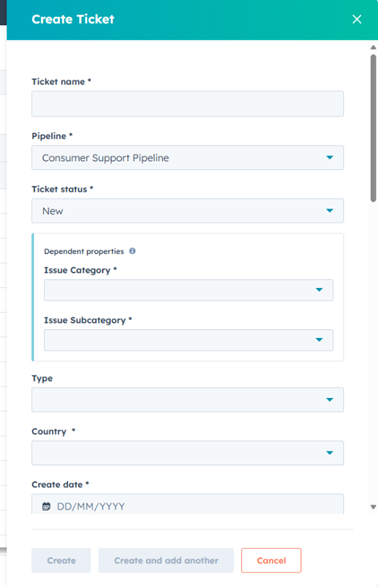 Create Ticket
Ticket name *
Pipeline *
Consumer Support Pipeline
Ticket status *
New
Dependent properties
Issue Category *
Issue Subcategory *
Type
Country *
Create date *
DD/MM/YYYY
Create Create and add another Cancel